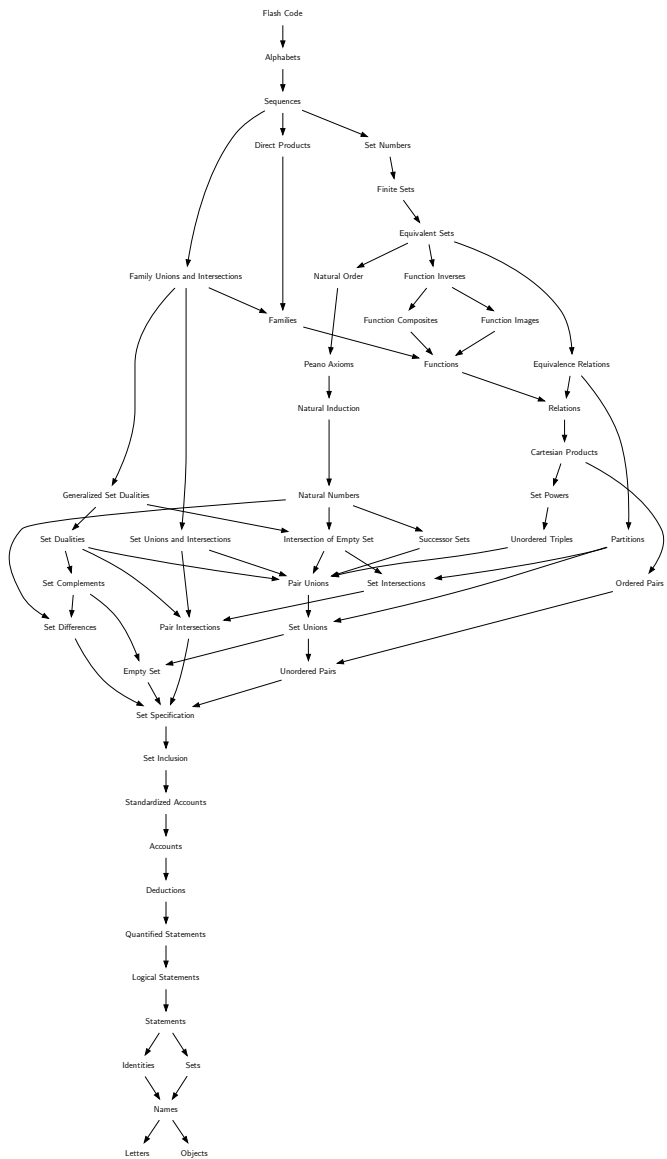 Flash Code
Alphabets
Sequences
Direct Products
Set Numbers
Finite Sets
Equivalent Sets
Family Unions and Intersections
Natural Order
Function Inverses
Families
Function Composites
Function Images
Peano Axioms
Functions
Equivalence Relations
Natural Induction
Relations
Cartesian Products
Generalized Set Dualities
Natural Numbers
Set Powers
Set Dualities
Set Unions and Intersections
Intersection of Empty Set
Successor Sets
Unordered Triples
Partitions
Set Complements
Pair Unions
Set Intersections
Ordered Pairs
Set Differences
Pair Intersections
Set Unions
Empty Set
Unordered Pairs
Set Specification
Set Inclusion
Standardized Accounts
Accounts
Deductions
Quantified Statements
Logical Statements
Statements
Identities
Sets
Names
Letters
Objects